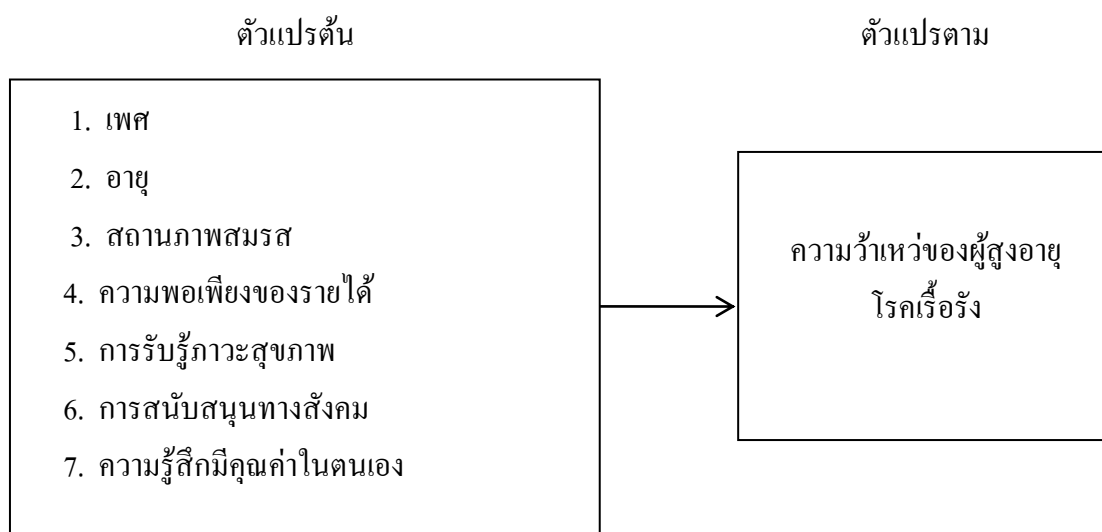 ตัวแปรต้น
ตัวแปรตาม
1. เพศ
2. อายุ
3. สถานภาพสมรส
4. ความพอเพียงของรายได้
5. การรับรู้ภาวะสุขภาพ
6. การสนับสนุนทางสังคม
7. ความรู้สึกมีคุณค่าในตนเอง
ความว้าเหว่ของผู้สูงอายุ
โรคเรื้อรัง